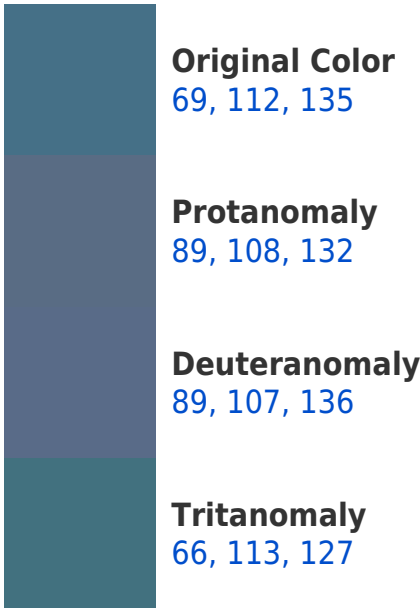 Original Color
69, 112, 135
Protanomaly
89, 108, 132
Deuteranomaly
89, 107, 136
Tritanomaly
66, 113, 127